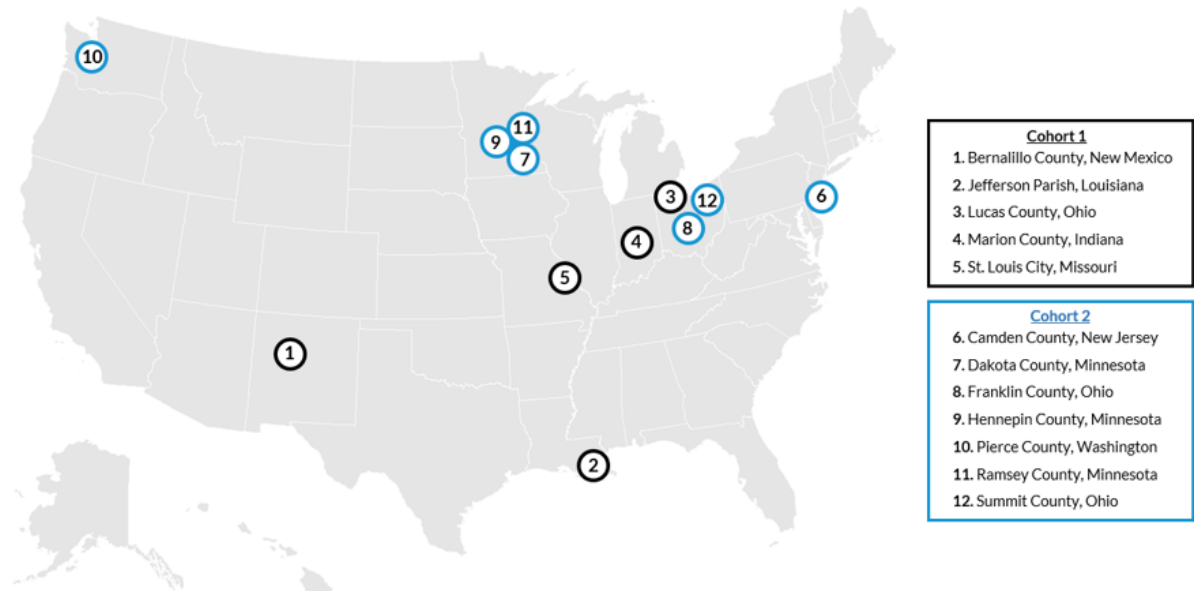 10
11
9
7
3
12
6
8
4
5
1
2
Cohort 1
1. Bernalillo County, New Mexico
2. Jefferson Parish, Louisiana
3. Lucas County, Ohio
4. Marion County, Indiana
5. St. Louis City, Missouri
Cohort 2
6. Camden County, New Jersey
7. Dakota County, Minnesota
8. Franklin County, Ohio
9. Hennepin County, Minnesota
10. Pierce County, Washington
11. Ramsey County, Minnesota
12. Summit County, Ohio